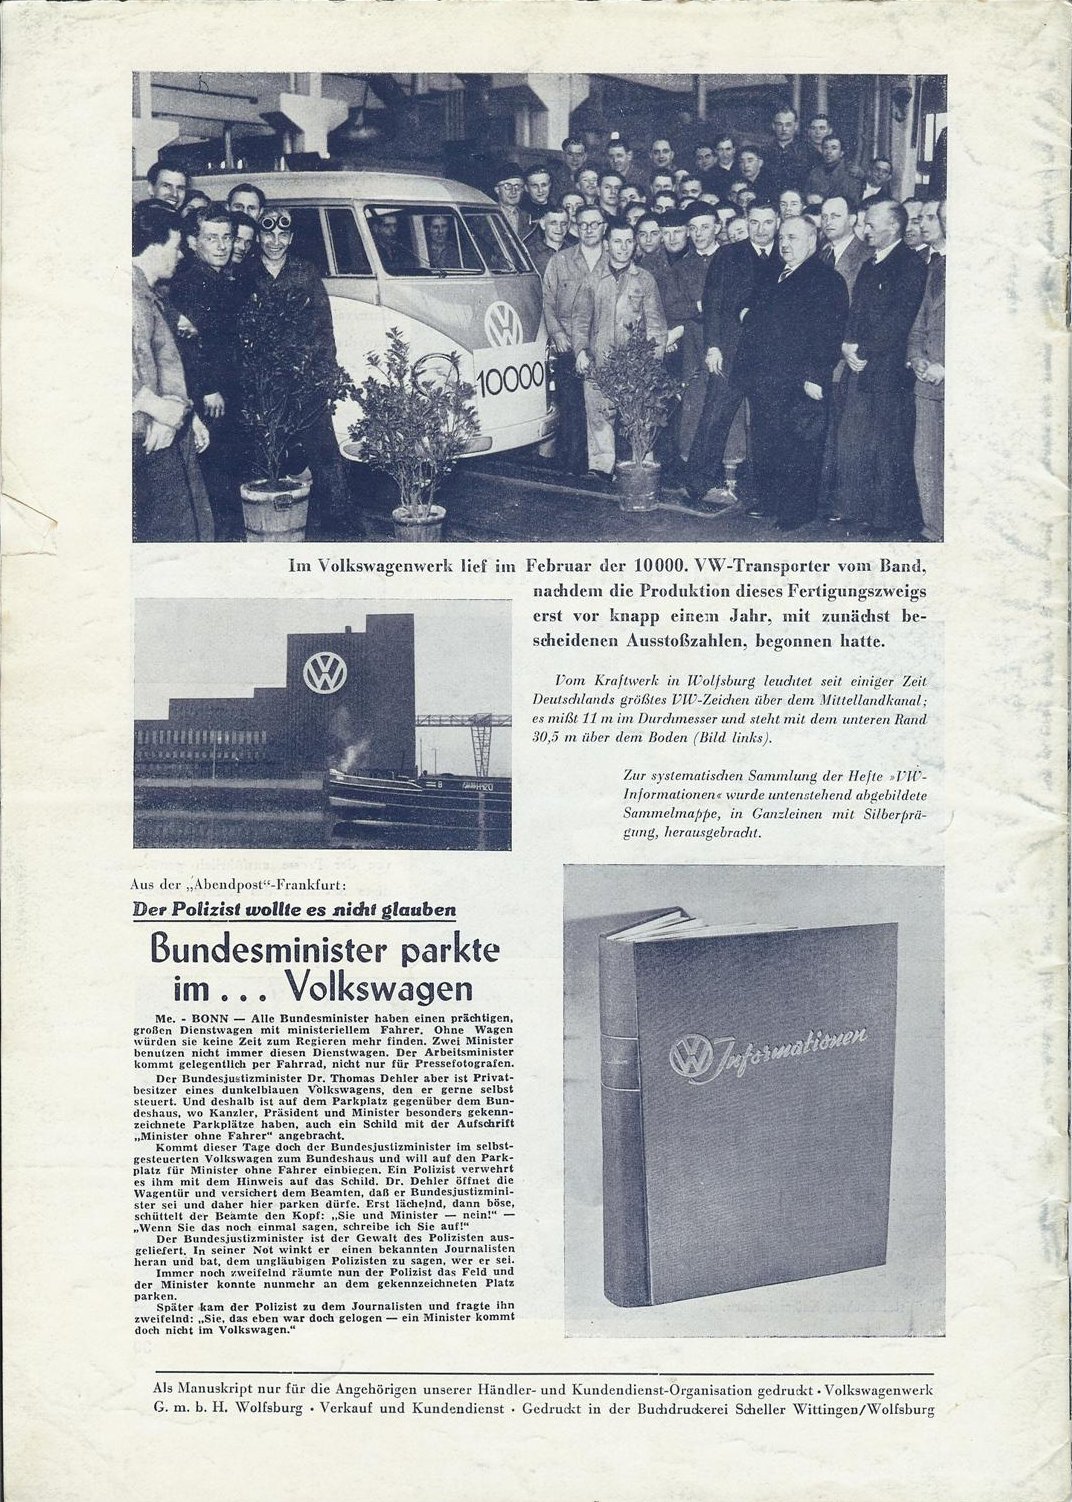 10000
Im Volkswagenwerk lief im Februar der 10000. VW-Transporter vom Band,
nachdem die Produktion dieses Fertigungszweigs
erst vor knapp einem Jahr, mit zunächst be-
scheidenen Ausstoßzahlen, begonnen hatte.
Vom Kraftwerk in Wolfsburg leuchtet seit einiger Zeit
Deutschlands größtes VW-Zeichen über dem Mittellandkanal;
es mißt 11 m im Durchmesser und steht mit dem unteren Rand
30,5 m über dem Boden (Bild links).
Zur systematischen Sammlung der Hefte »VW-
Informationen« wurde untenstehend abgebildete
Sammelmappe, in Ganzleinen mit Silberprä-
gung, herausgebracht.
Aus der „Abendpost“-Frankfurt:
Der Polizist wollte es nicht glauben
Bundesminister parkte
im . . . Volkswagen
Me. - BONN — Alle Bundesminister haben einen prächtigen,
großen Dienstwagen mit ministeriellem Fahrer. Ohne Wagen
würden sie keine Zeit zum Regieren mehr finden. Zwei Minister
benutzen nicht immer diesen Dienstwagen. Der Arbeitsminister
kommt gelegentlich per Fahrrad, nicht nur für Pressefotografen.
Der Bundesjustizminister Dr. Thomas Dehler aber ist Privat-
besitzer eines dunkelblauen Volkswagens, den er gerne selbst
steuert. Und deshalb ist auf dem Parkplatz gegenüber dem Bun-
deshaus, wo Kanzler, Präsident und Minister besonders gekenn-
zeichnete Parkplätze haben, auch ein Schild mit der Aufschrift
„Minister ohne Fahrer“ angebracht.
Kommt dieser Tage doch der Bundesjustizminister im selbst-
gesteuerten Volkswagen zum Bundeshaus und will auf den Park-
platz für Minister ohne Fahrer einbiegen. Ein Polizist verwehrt
es ihm mit dem Hinweis auf das Schild. Dr. Dehler öffnet die
Wagentür und versichert dem Beamten, daß er Bundesjustizmini-
ster sei und daher hier parken dürfe. Erst lächelnd, dann böse,
schüttelt der Beamte den Kopf: „Sie und Minister — nein!“ —
„Wenn Sie das noch einmal sagen, schreibe ich Sie auf!“
Der Bundesjustizminister ist der Gewalt des Polizisten aus-
geliefert. In seiner Not winkt er einen bekannten Journalisten
heran und bat, dem ungläubigen Polizisten zu sagen, wer er sei.
Immer noch zweifelnd räumte nun der Polizist das Feld und
der Minister konnte nunmehr an dem gekennzeichneten Platz
parken.
Später kam der Polizist zu dem Journalisten und fragte ihn
zweifelnd: „Sie, das eben war doch gelogen — ein Minister kommt
doch nicht im Volkswagen.“
VW Informationen
Als Manuskript nur für die Angehörigen unserer Händler- und Kundendienst-Organisation gedruckt · Volkswagenwerk
G. m. b. H. Wolfsburg · Verkauf und Kundendienst · Gedruckt in der Buchdruckerei Scheller Wittingen/Wolfsburg